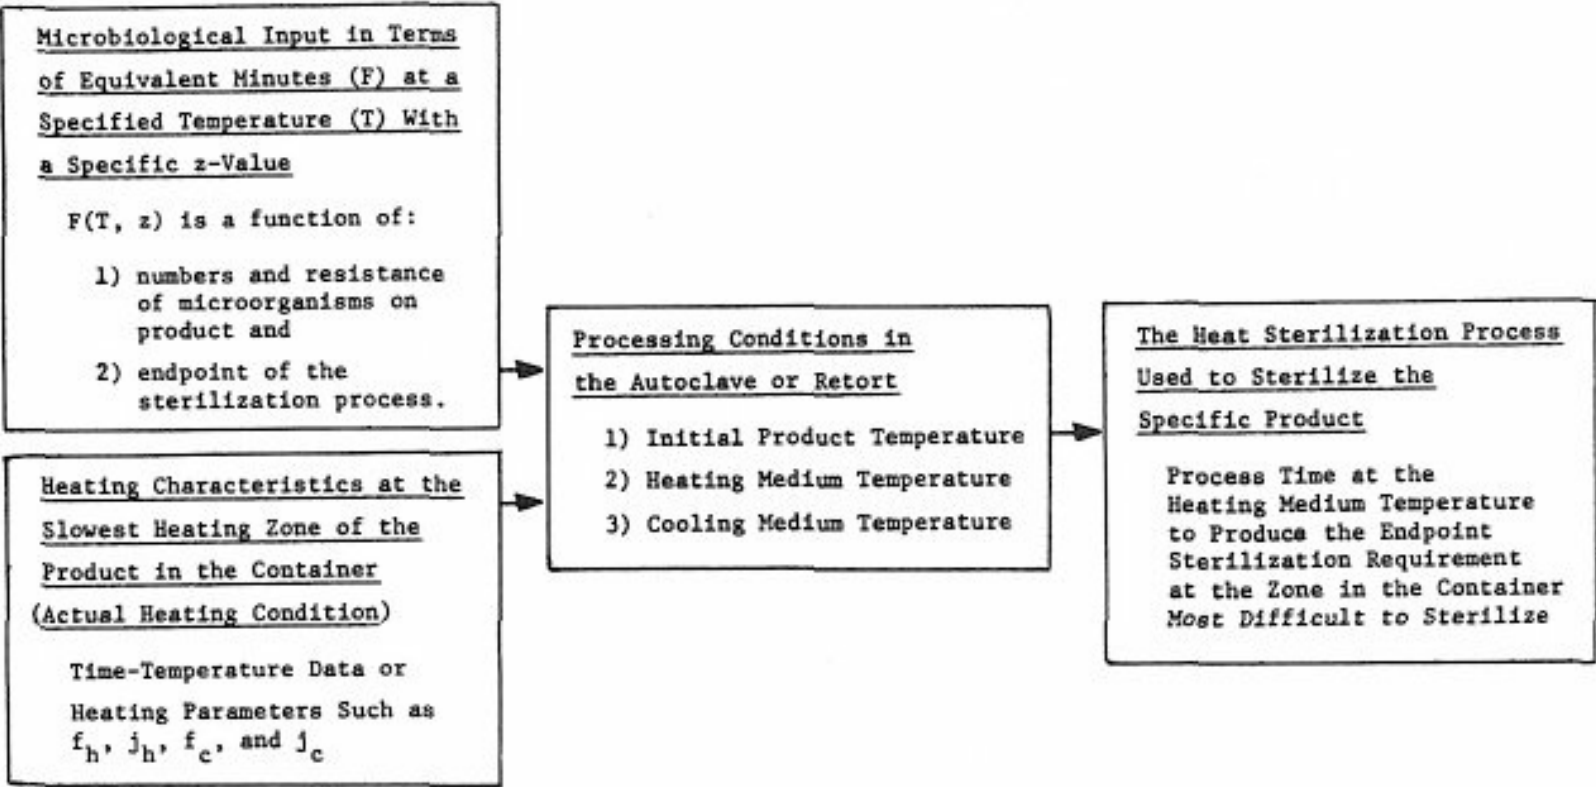 Microbiological Input in Terms
of Equivalent Minutes (F) at a
Specified Temperature (T) With
a Specific z-Value
F(T, z) is a function of:
1) numbers and resistance
of microorganisms on
product and
2) endpoint of the
sterilization process.
Heating Characteristics at the
Slowest Heating Zone of the
Product in the Container
(Actual Heating Condition)
Time-Temperature Data or
Heating Parameters Such as
f_h, j_h, f_c, and j_c
Processing Conditions in
the Autoclave or Retort
1) Initial Product Temperature
2) Heating Medium Temperature
3) Cooling Medium Temperature
The Heat Sterilization Process
Used to Sterilize the
Specific Product
Process Time at the
Heating Medium Temperature
to Produce the Endpoint
Sterilization Requirement
at the Zone in the Container
Most Difficult to Sterilize